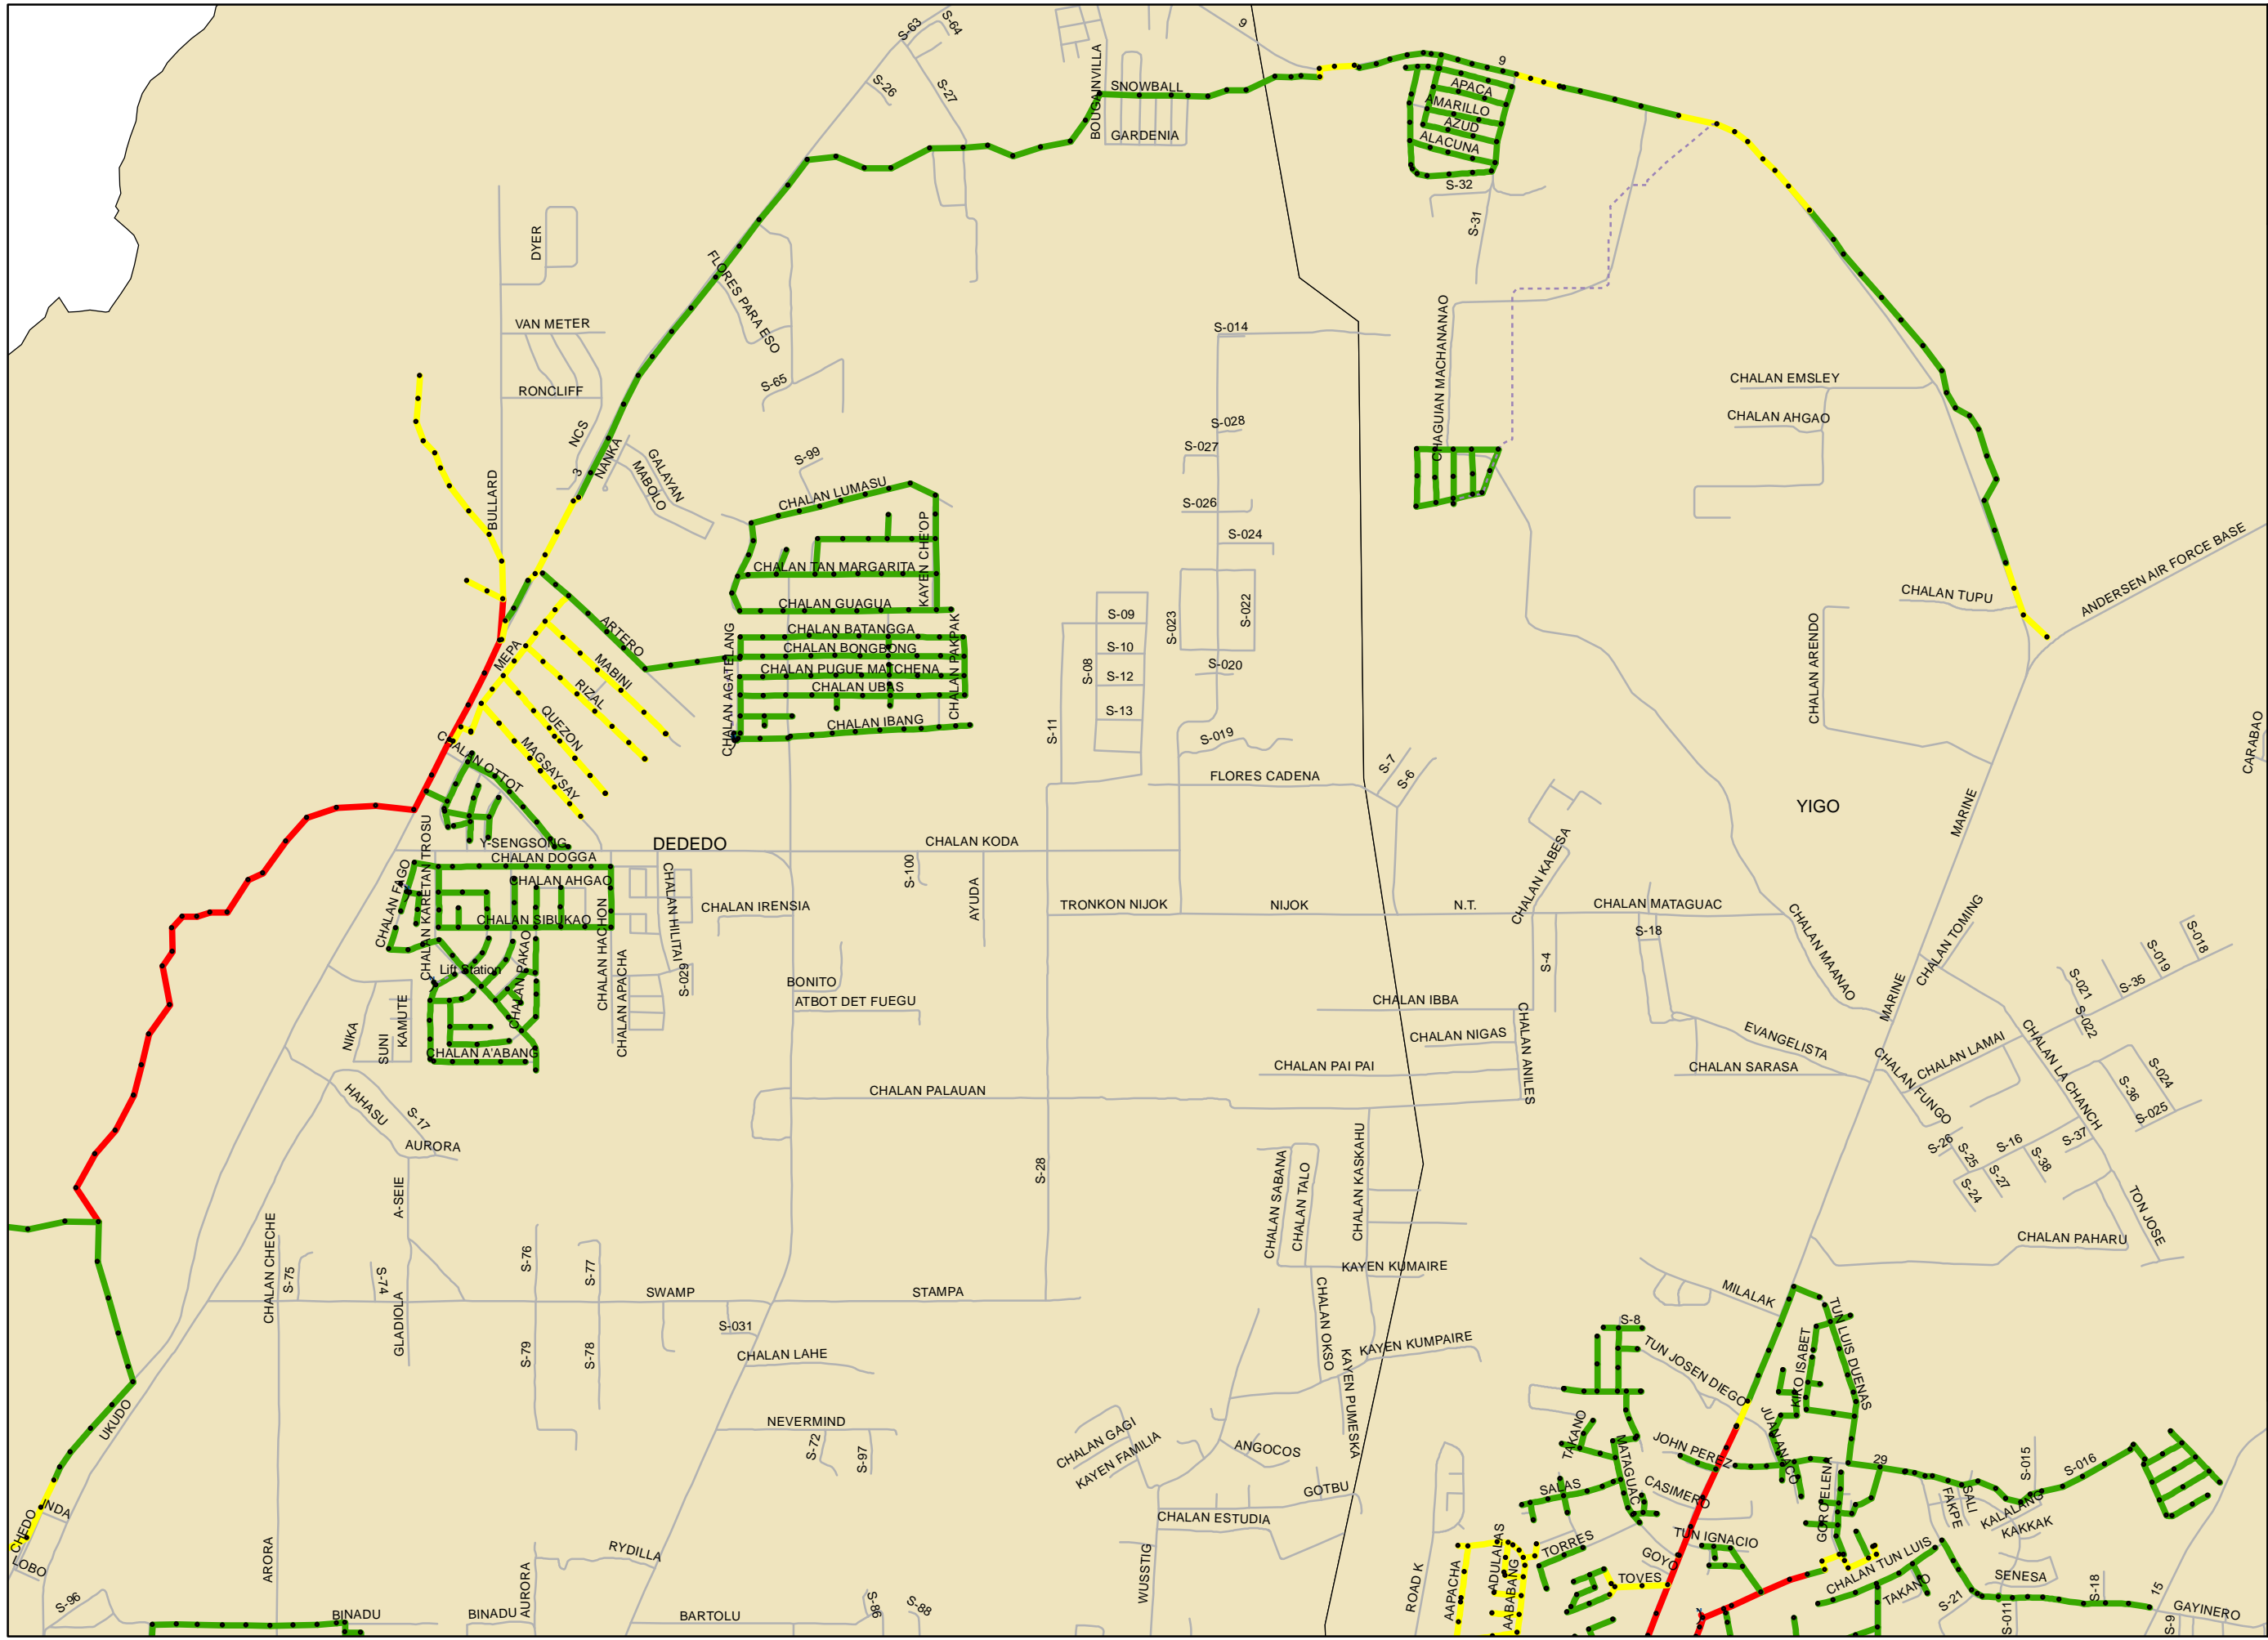 S-63
S-64
9
BOUGAINVILLA
S-26
S-27
SNOWBALL
GARDENIA
9
APACA
AMARILLO
AZUD
ALACUNA
S-32
S-31
DYER
FLORES PARA ESO
VAN METER
RONCLIFF
S-65
S-014
CHAGUIAN MACHANANAO
CHALAN EMSLEY
CHALAN AHGAO
NCS
3
NANKA
GALAYAN
MABOLO
BULLARD
S-99
S-028
S-027
S-026
S-024
CHALAN LUMASU
KAYEN CHE'OP
CHALAN TAN MARGARITA
CHALAN GUAGUA
CHALAN BATANGGA
CHALAN BONGBONG
CHALAN PUGUE MATCHENA
CHALAN UBAS
CHALAN IBANG
CHALAN AGATELANG
CHALAN PAKPAK
ARTERO
MEPA
MABINI
RIZAL
QUEZON
MAGSAYSAY
CHALAN OTTOT
S-09
S-10
S-12
S-13
S-08
S-11
S-023
S-022
S-020
S-019
FLORES CADENA
S-7
S-6
ANDERSEN AIR FORCE BASE
CHALAN TUPU
CHALAN ARENDO
CARABAO
MARINE
YIGO
DEDEDO
Y-SENGSONG
CHALAN DOGGA
CHALAN AHGAO
CHALAN SIBUKAO
CHALAN FAGO
CHALAN KARETAN TROSU
CHALAN PAKAO
CHALAN HACHON
CHALAN APACHA
CHALAN HILITAI
S-029
Lift Station
CHALAN A'ABANG
CHALAN KODA
S-100
AYUDA
CHALAN IRENSIA
BONITO
ATBOT DET FUEGU
TRONKON NIJOK
NIJOK
N.T.
CHALAN KABESA
CHALAN MATAGUAC
S-18
S-4
CHALAN MAANAO
CHALAN TOMING
MARINE
CHALAN IBBA
CHALAN NIGAS
CHALAN PAI PAI
CHALAN ANILES
CHALAN PALAUAN
EVANGELISTA
CHALAN SARASA
CHALAN FUNGO
CHALAN LAMAI
CHALAN LA CHANCH
S-018
S-019
S-35
S-021
S-022
S-024
S-36
S-025
S-37
S-16
S-38
S-26
S-25
S-27
S-24
TON JOSE
CHALAN PAHARU
NIKA
SUNI
KAMUTE
HAHASU
S-17
AURORA
A-SEIE
S-28
CHALAN SABANA
CHALAN TALO
CHALAN KASKAHU
KAYEN KUMAIRE
CHALAN CHECHE
S-75
S-74
GLADIOLA
S-76
S-77
S-79
S-78
SWAMP
STAMPA
S-031
CHALAN LAHE
CHALAN OKSO
KAYEN KUMPAIRE
KAYEN PUMESKA
NEVERMIND
S-72
S-97
CHALAN GAGI
KAYEN FAMILIA
ANGOCOS
GOTBU
CHALAN ESTUDIA
WUSSTIG
UKUDO
INDA
CHEDO
LOBO
S-96
ARORA
BINADU
BINADU
AURORA
RYDILLA
BARTOLU
S-86
S-88
MILALAK
S-8
TUN JOSEN DIEGO
KIKO ISABET
TUN LUIS DUENAS
TAKANO
MATAGUAC
JOHN PEREZ
JUAN ANACO
CASIMERO
SALAS
TORRES
TUN IGNACIO
GOYO
TOVES
GORO ELENA
29
FAKPE
SALI
S-015
S-016
KALALANG
KAKKAK
CHALAN TUN LUIS
TAKANO
SENESA
S-21
S-011
S-18
15
GAYINERO
S-9
ROAD K
AAPACHA
ADULALAS
AABABANG